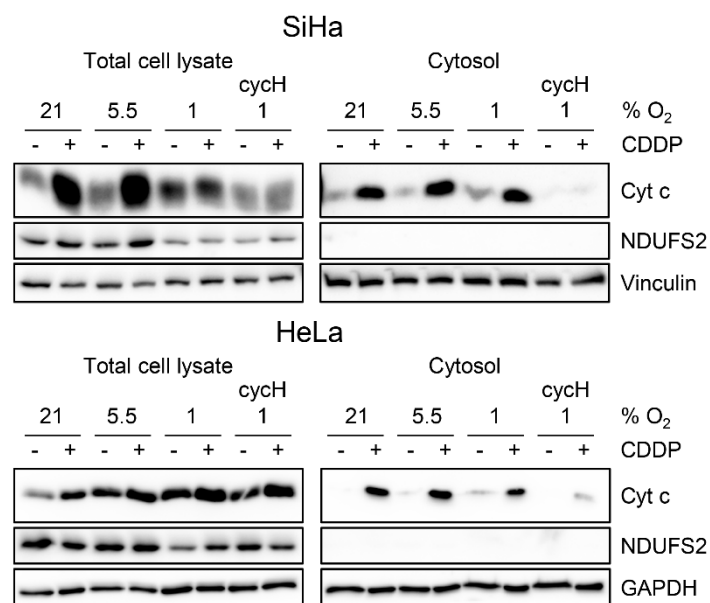 SiHa
Total cell lysate Cytosol
cycH cycH
21 5.5 1 1 21 5.5 1 1 % O₂
- + - + - + - + - + - + - + - + CDDP
Cyt c
NDUFS2
Vinculin
HeLa
Total cell lysate Cytosol
cycH cycH
21 5.5 1 1 21 5.5 1 1 % O₂
- + - + - + - + - + - + - + - + CDDP
Cyt c
NDUFS2
GAPDH